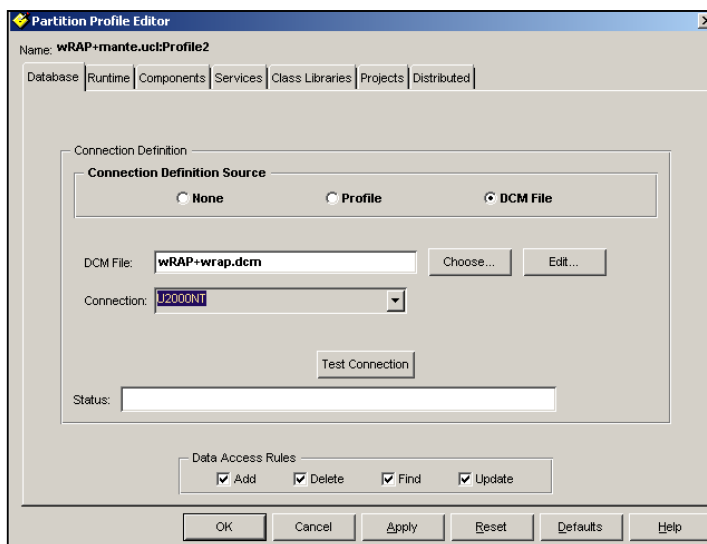 Partition Profile Editor
Name: wRAP+mante.ucl:Profile2
Database Runtime Components Services Class Libraries Projects Distributed
Connection Definition
Connection Definition Source
None Profile DCM File
DCM File: wRAP+wrap.dcm Choose... Edit...
Connection: J2000NT
Test Connection
Status:
Data Access Rules
Add Delete Find Update
OK Cancel Apply Reset Defaults Help